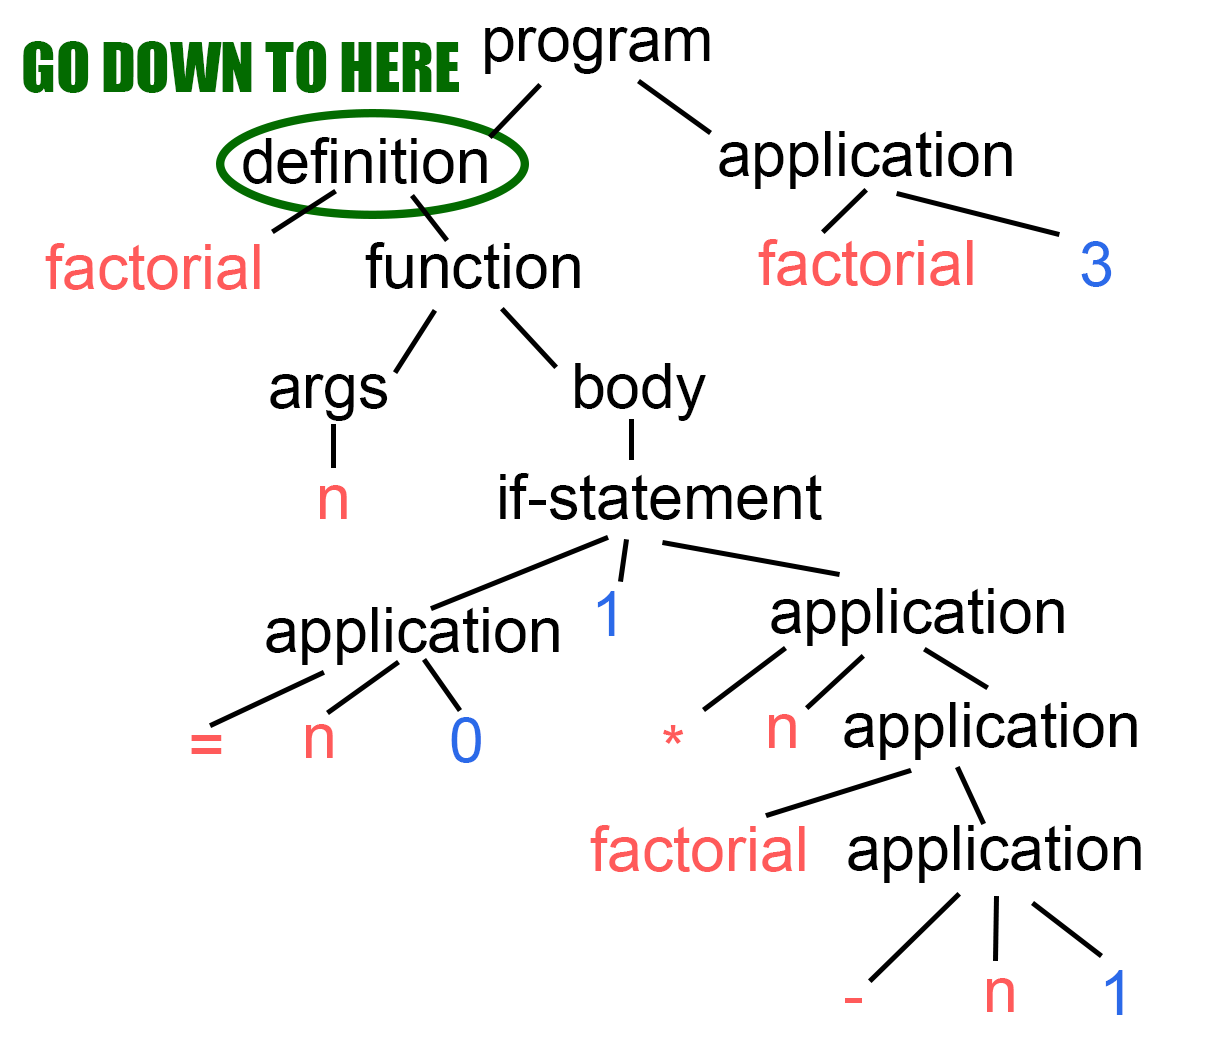 GO DOWN TO HERE program
definition application
factorial function factorial 3
args body
n if-statement
application 1 application
= n 0 * n application
factorial application
- n 1